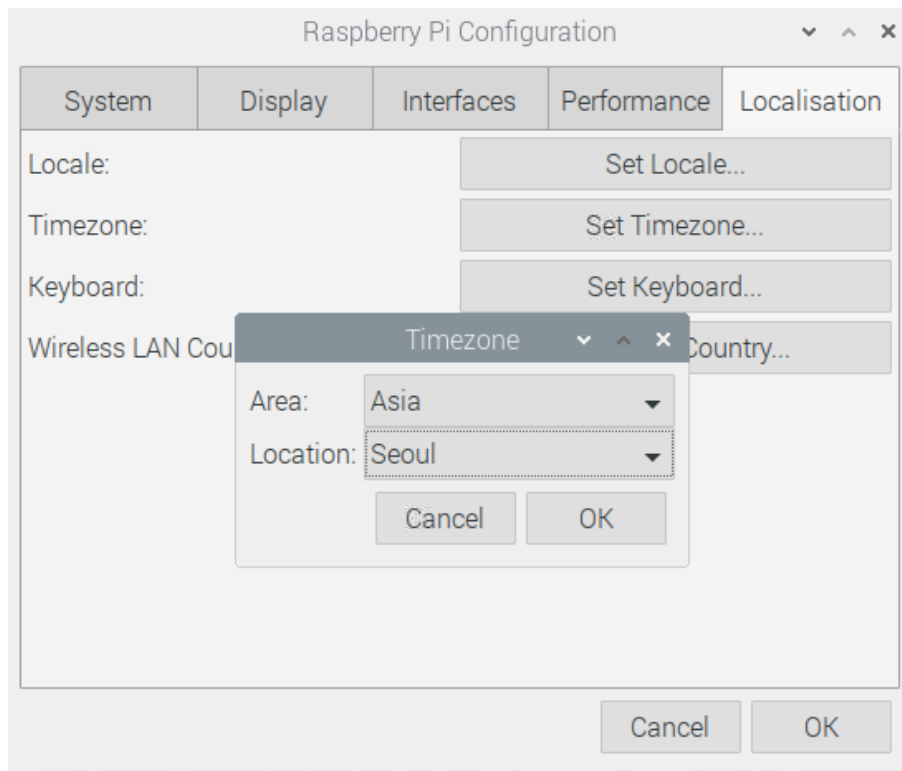 Raspberry Pi Configuration
System Display Interfaces Performance Localisation
Locale: Set Locale...
Timezone: Set Timezone...
Keyboard: Set Keyboard...
Wireless LAN Cou Country...
Timezone
Area: Asia
Location: Seoul
Cancel OK
Cancel OK